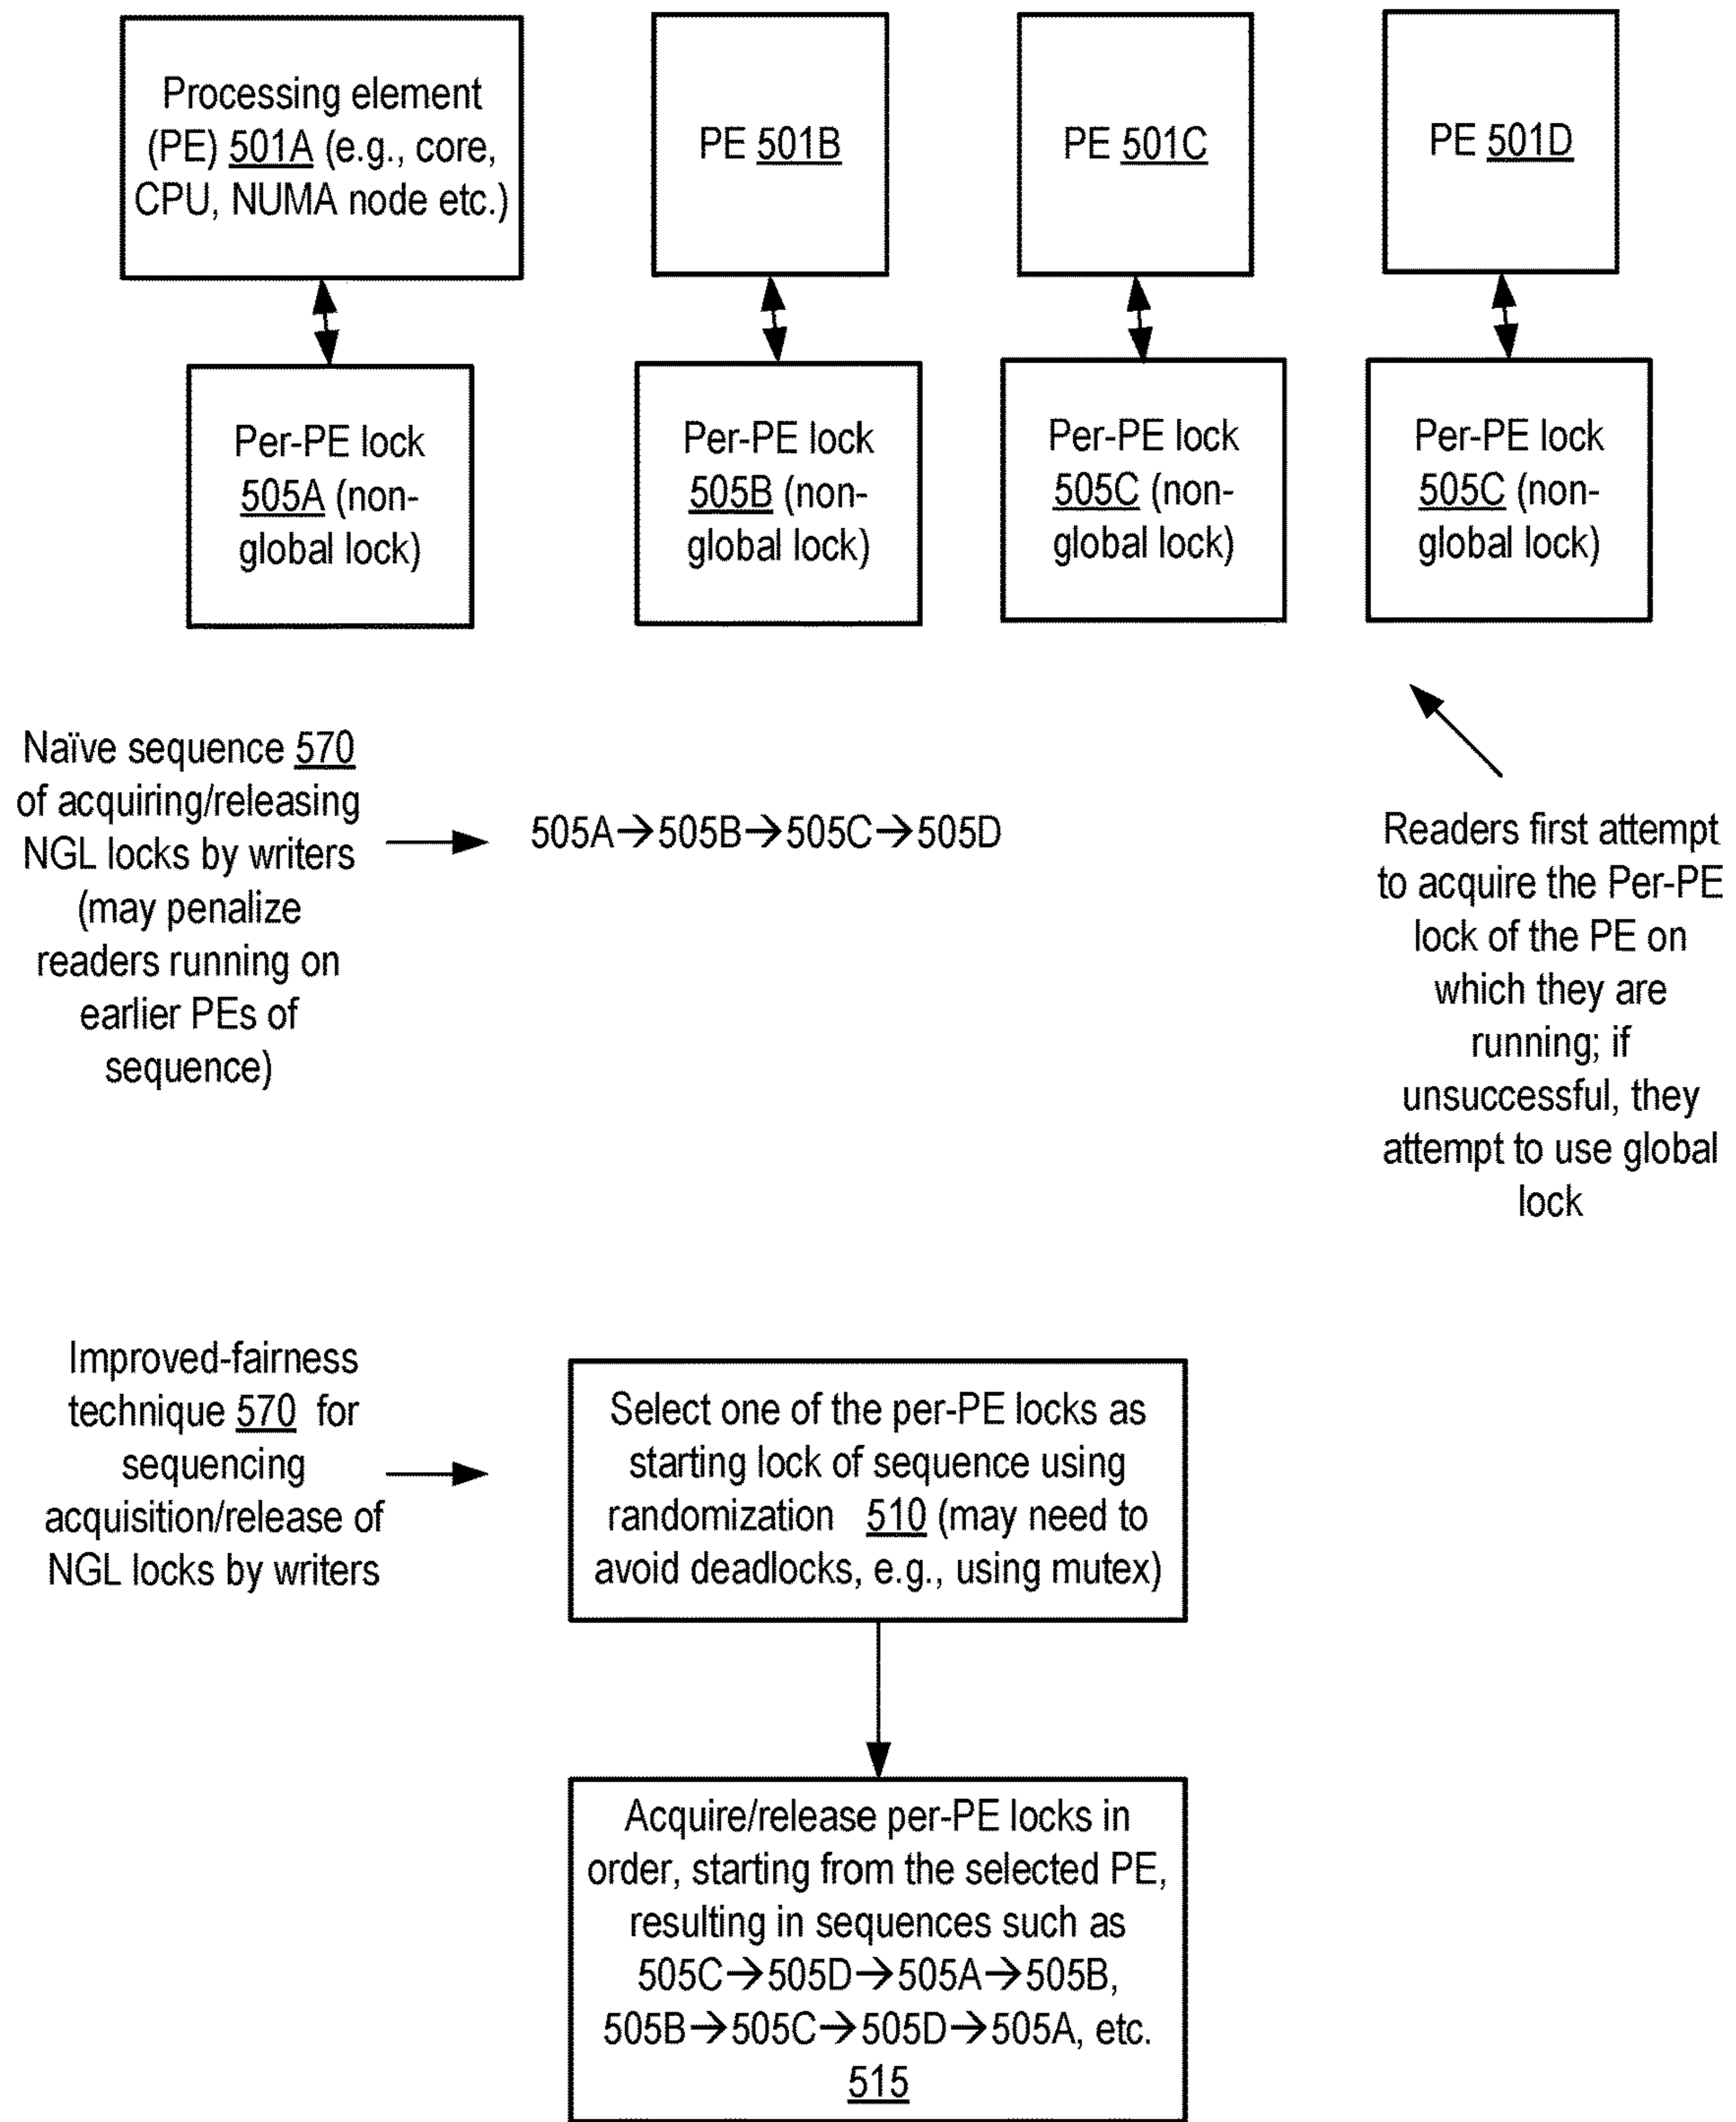 Processing element
(PE) 501A (e.g., core,
CPU, NUMA node etc.)
PE 501B
PE 501C
PE 501D
Per-PE lock
505A (non-
global lock)
Per-PE lock
505B (non-
global lock)
Per-PE lock
505C (non-
global lock)
Per-PE lock
505C (non-
global lock)
Naïve sequence 570
of acquiring/releasing
NGL locks by writers
(may penalize
readers running on
earlier PEs of
sequence)
505A→505B→505C→505D
Readers first attempt
to acquire the Per-PE
lock of the PE on
which they are
running; if
unsuccessful, they
attempt to use global
lock
Improved-fairness
technique 570 for
sequencing
acquisition/release of
NGL locks by writers
Select one of the per-PE locks as
starting lock of sequence using
randomization 510 (may need to
avoid deadlocks, e.g., using mutex)
Acquire/release per-PE locks in
order, starting from the selected PE,
resulting in sequences such as
505C→505D→505A→505B,
505B→505C→505D→505A, etc.
515